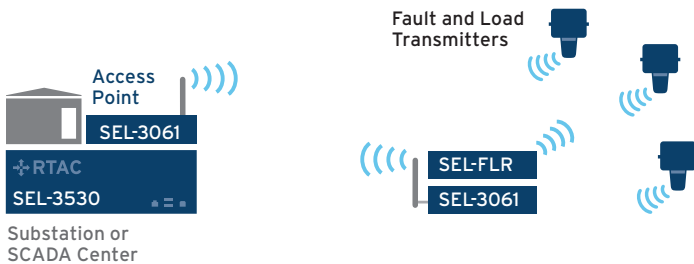 Fault and Load
Transmitters
Access
Point
SEL-3061
RTAC
SEL-3530
SEL-FLR
SEL-3061
Substation or
SCADA Center